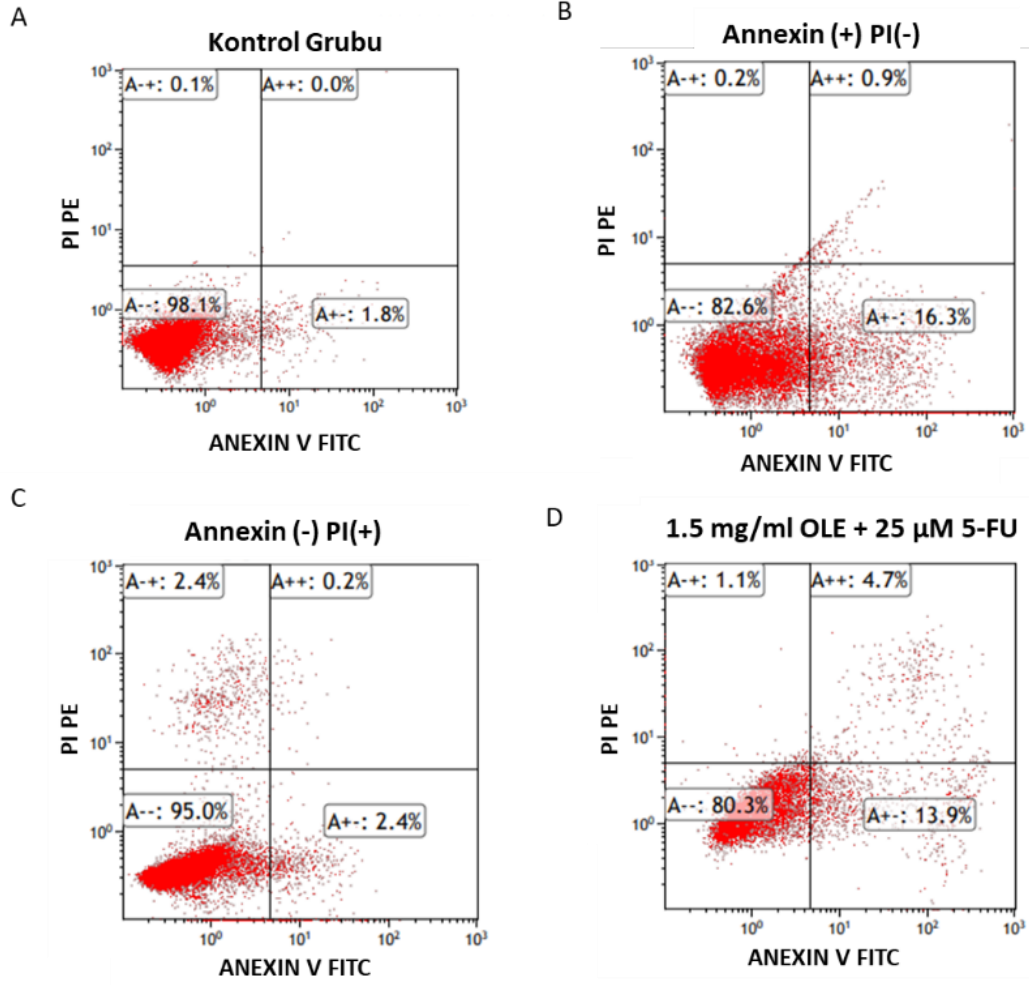 A
Kontrol Grubu
A-+: 0.1%
A++: 0.0%
A--: 98.1%
A+-: 1.8%
10³
10²
10¹
10⁰
PI PE
10⁰ 10¹ 10² 10³
ANEXIN V FITC
B
Annexin (+) PI(-)
A-+: 0.2%
A++: 0.9%
A--: 82.6%
A+-: 16.3%
10³
10²
10¹
10⁰
PI PE
10⁰ 10¹ 10² 10³
ANEXIN V FITC
C
Annexin (-) PI(+)
A-+: 2.4%
A++: 0.2%
A--: 95.0%
A+-: 2.4%
10³
10²
10¹
10⁰
PI PE
10⁰ 10¹ 10² 10³
ANEXIN V FITC
D
1.5 mg/ml OLE + 25 µM 5-FU
A-+: 1.1%
A++: 4.7%
A--: 80.3%
A+-: 13.9%
10³
10²
10¹
10⁰
PI PE
10⁰ 10¹ 10² 10³
ANEXIN V FITC